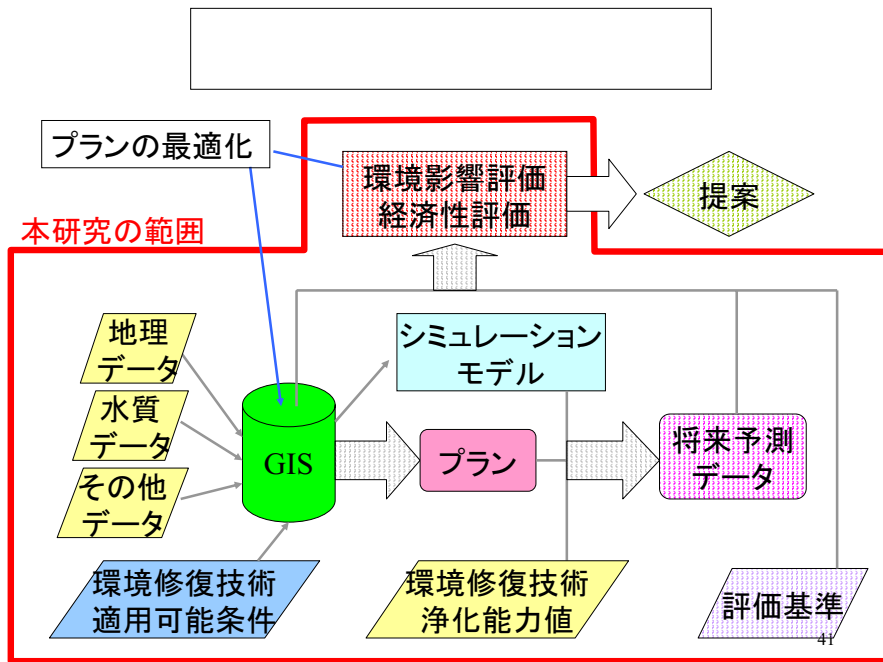 プランの最適化
環境影響評価
経済性評価
提案
本研究の範囲
地理
データ
シミュレーション
モデル
水質
データ
GIS
プラン
将来予測
データ
その他
データ
環境修復技術
適用可能条件
環境修復技術
浄化能力値
評価基準
41